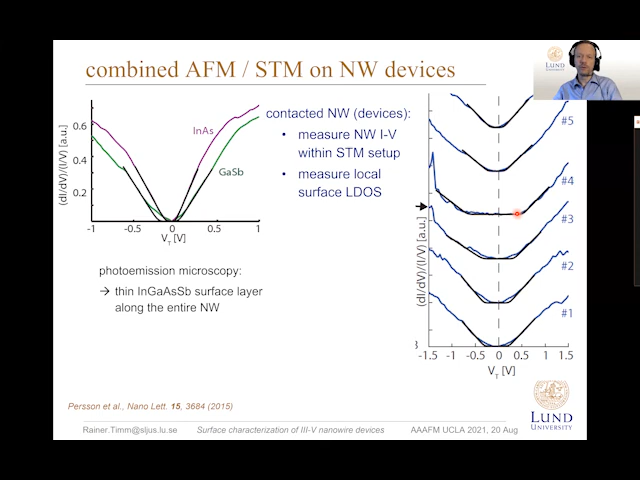 combined AFM / STM on NW devices
LUND
UNIVERSITY
(dI/dV)/(I/V) [a.u.]
0.6
0.4
0.2
InAs
GaSb
-1
-0.5
0
0.5
1
V_T [V]
contacted NW (devices):
• measure NW I-V
within STM setup
• measure local
surface LDOS
photoemission microscopy:
→ thin InGaAsSb surface layer
along the entire NW
(dI/dV)/(I/V) [a.u.]
#5
#4
#3
#2
#1
-1.5
-1
-0.5
0
0.5
1
1.5
V_T [V]
Persson et al., Nano Lett. 15, 3684 (2015)
LUND
UNIVERSITY
Rainer.Timm@sljus.lu.se
Surface characterization of III-V nanowire devices
AAAFM UCLA 2021, 20 Aug